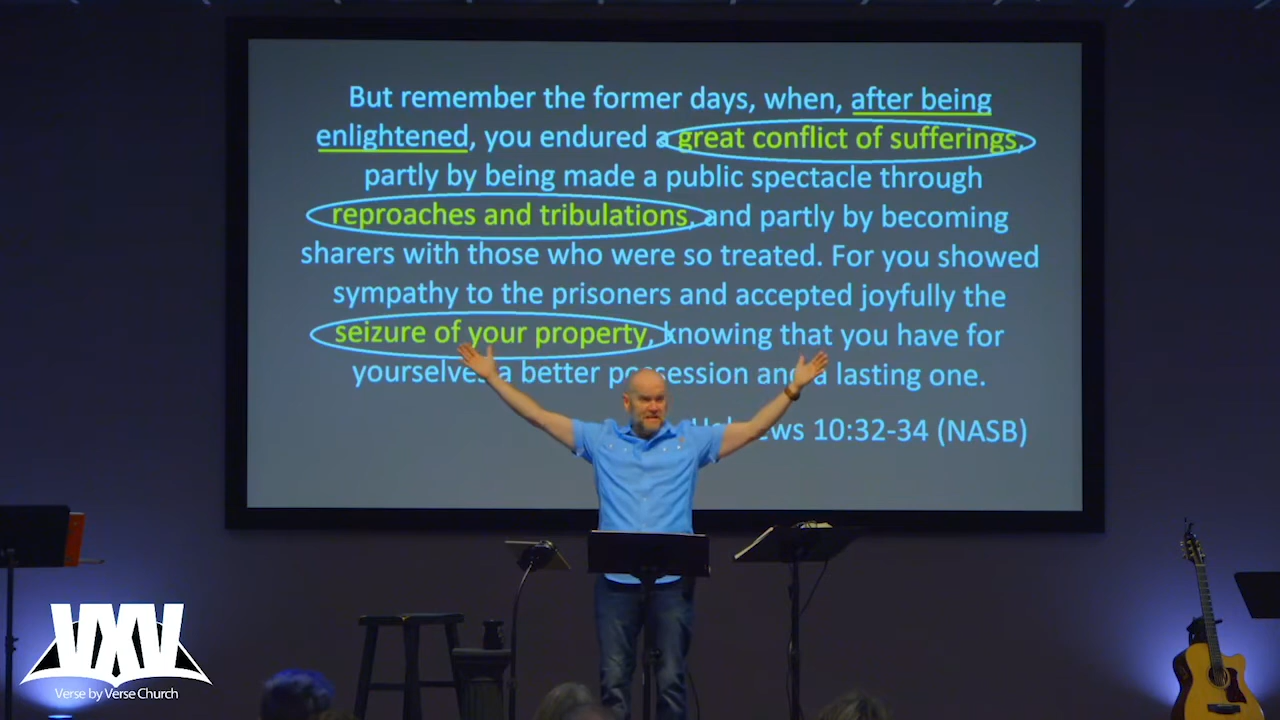 But remember the former days, when, after being
enlightened, you endured a great conflict of sufferings,
partly by being made a public spectacle through
reproaches and tribulations, and partly by becoming
sharers with those who were so treated. For you showed
sympathy to the prisoners and accepted joyfully the
seizure of your property, knowing that you have for
yourselves a better possession and a lasting one.
Hebrews 10:32-34 (NASB)
VXV
Verse by Verse Church